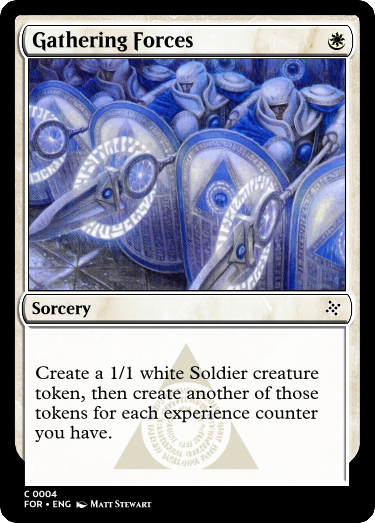 Gathering Forces
Sorcery
Create a 1/1 white Soldier creature
token, then create another of those
tokens for each experience counter
you have.
C 0004
FOR • ENG Matt Stewart